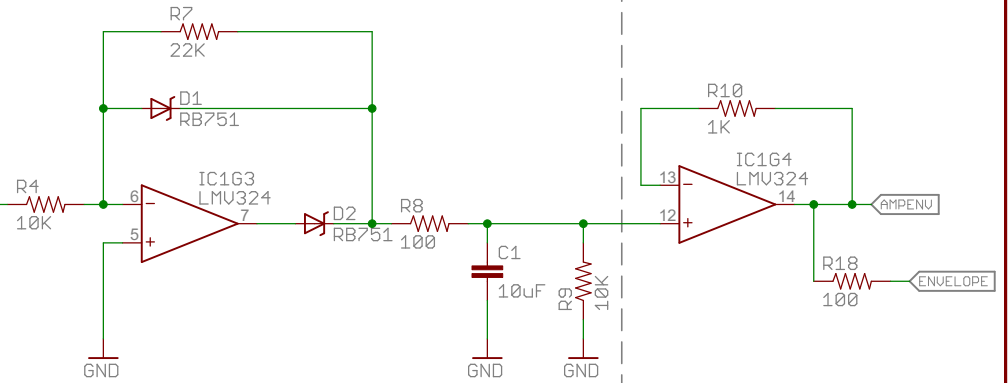 R7
22K
D1
RB751
R10
1K
IC1G3
LMV324
IC1G4
LMV324
R4
10K
6
5
7
D2
RB751
R8
100
13
12
14
AMPENV
C1
10uF
R9
10K
R18
100
ENVELOPE
GND
GND
GND